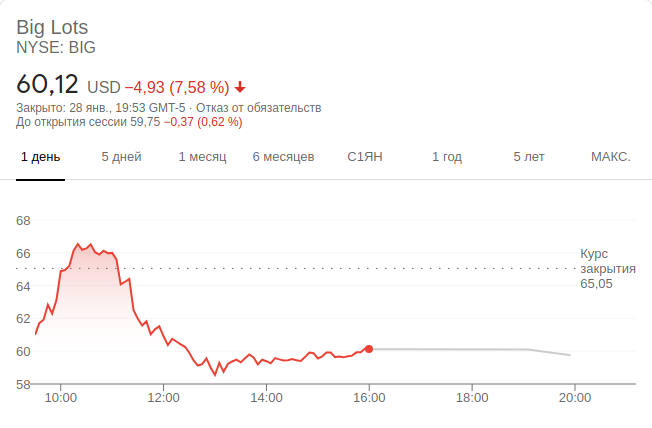 Big Lots
NYSE: BIG
60,12 USD −4,93 (7,58 %)
Закрыто: 28 янв., 19:53 GMT-5 · Отказ от обязательств
До открытия сессии 59,75 −0,37 (0,62 %)
1 день 5 дней 1 месяц 6 месяцев С1ЯН 1 год 5 лет МАКС.
68
66
64
62
60
58
Курс
закрытия
65,05
10:00 12:00 14:00 16:00 18:00 20:00